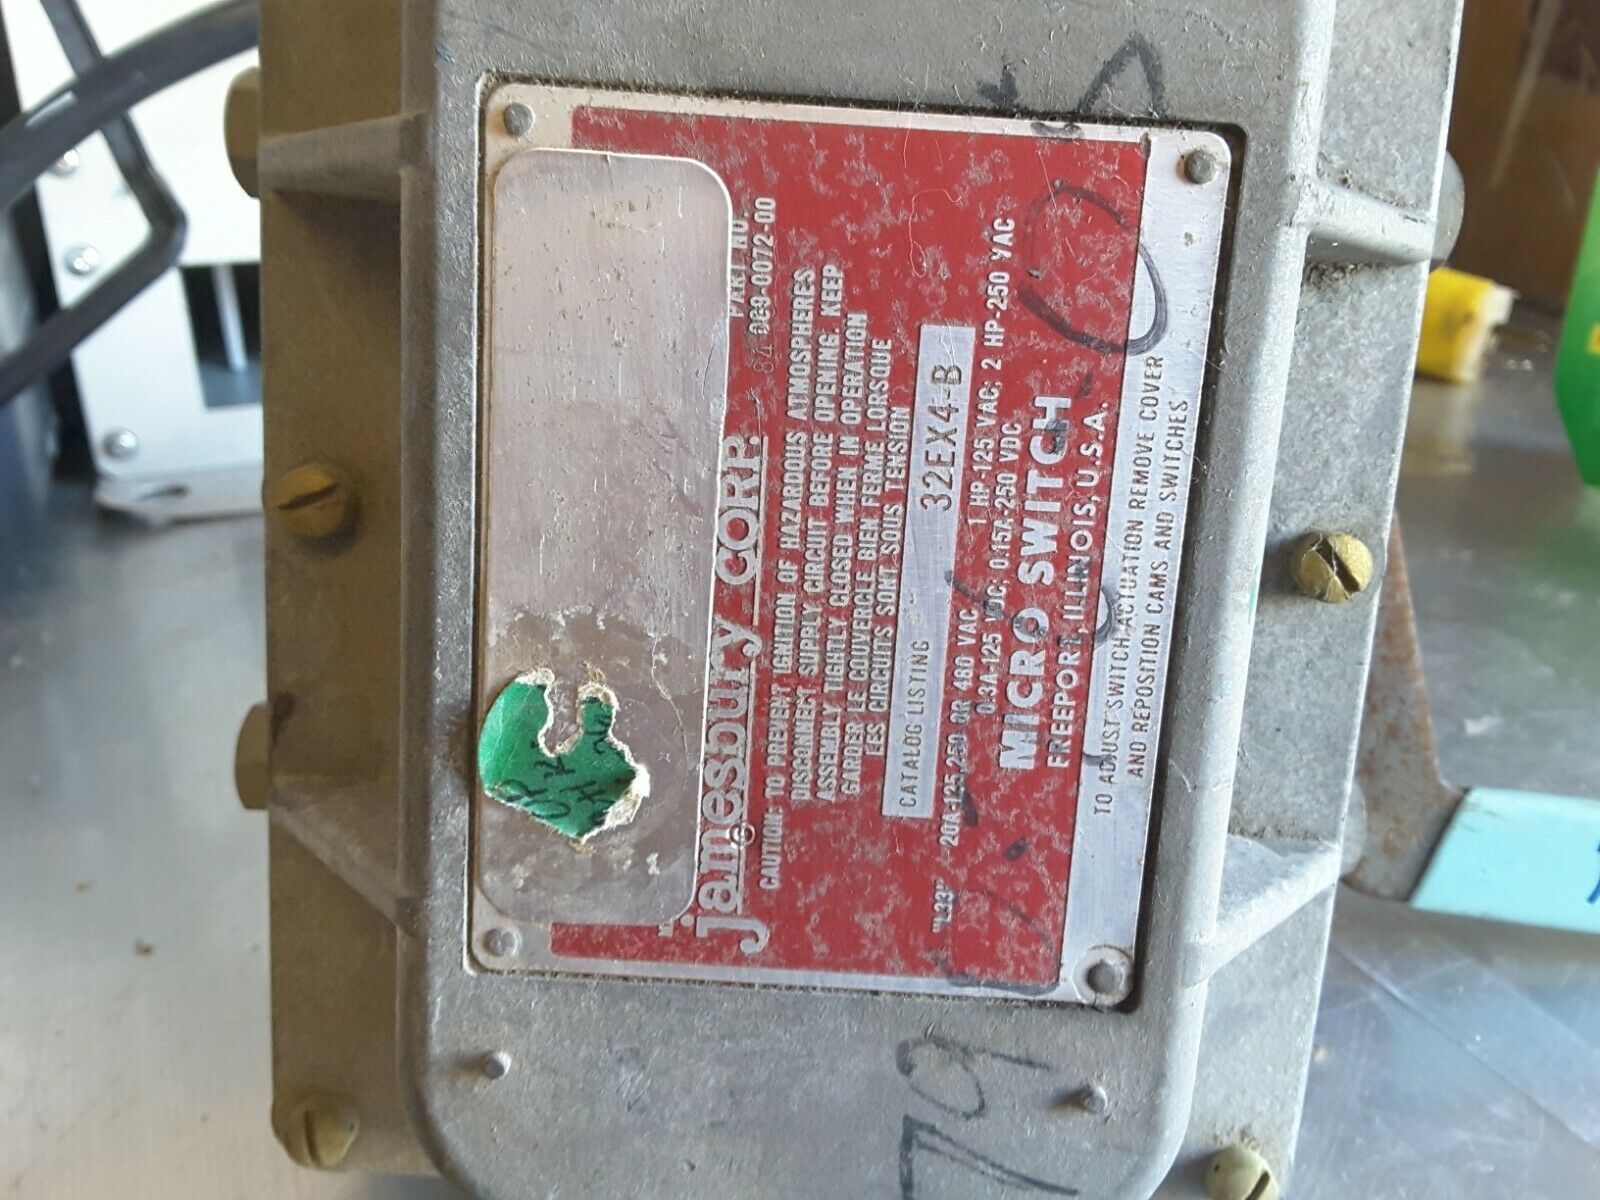 PART NO.
84 069-0072-00
"jamesbury CORP.
CAUTION: TO PREVENT IGNITION OF HAZARDOUS ATMOSPHERES
DISCONNECT SUPPLY CIRCUIT BEFORE OPENING. KEEP
ASSEMBLY TIGHTLY CLOSED WHEN IN OPERATION
GARDER LE COUVERCLE BIEN FERME LORSQUE
LES CIRCUITS SONT SOUS TENSION
CATALOG LISTING 32EX4-B
"L33" 20A-125,250 OR 480 VAC 1 HP-125 VAC; 2 HP-250 VAC
0.3A-125 VDC; 0.15A-250 VDC
MICRO SWITCH
FREEPORT, ILLINOIS, U.S.A.
TO ADJUST SWITCH ACTUATION REMOVE COVER
AND REPOSITION CAMS AND SWITCHES
79